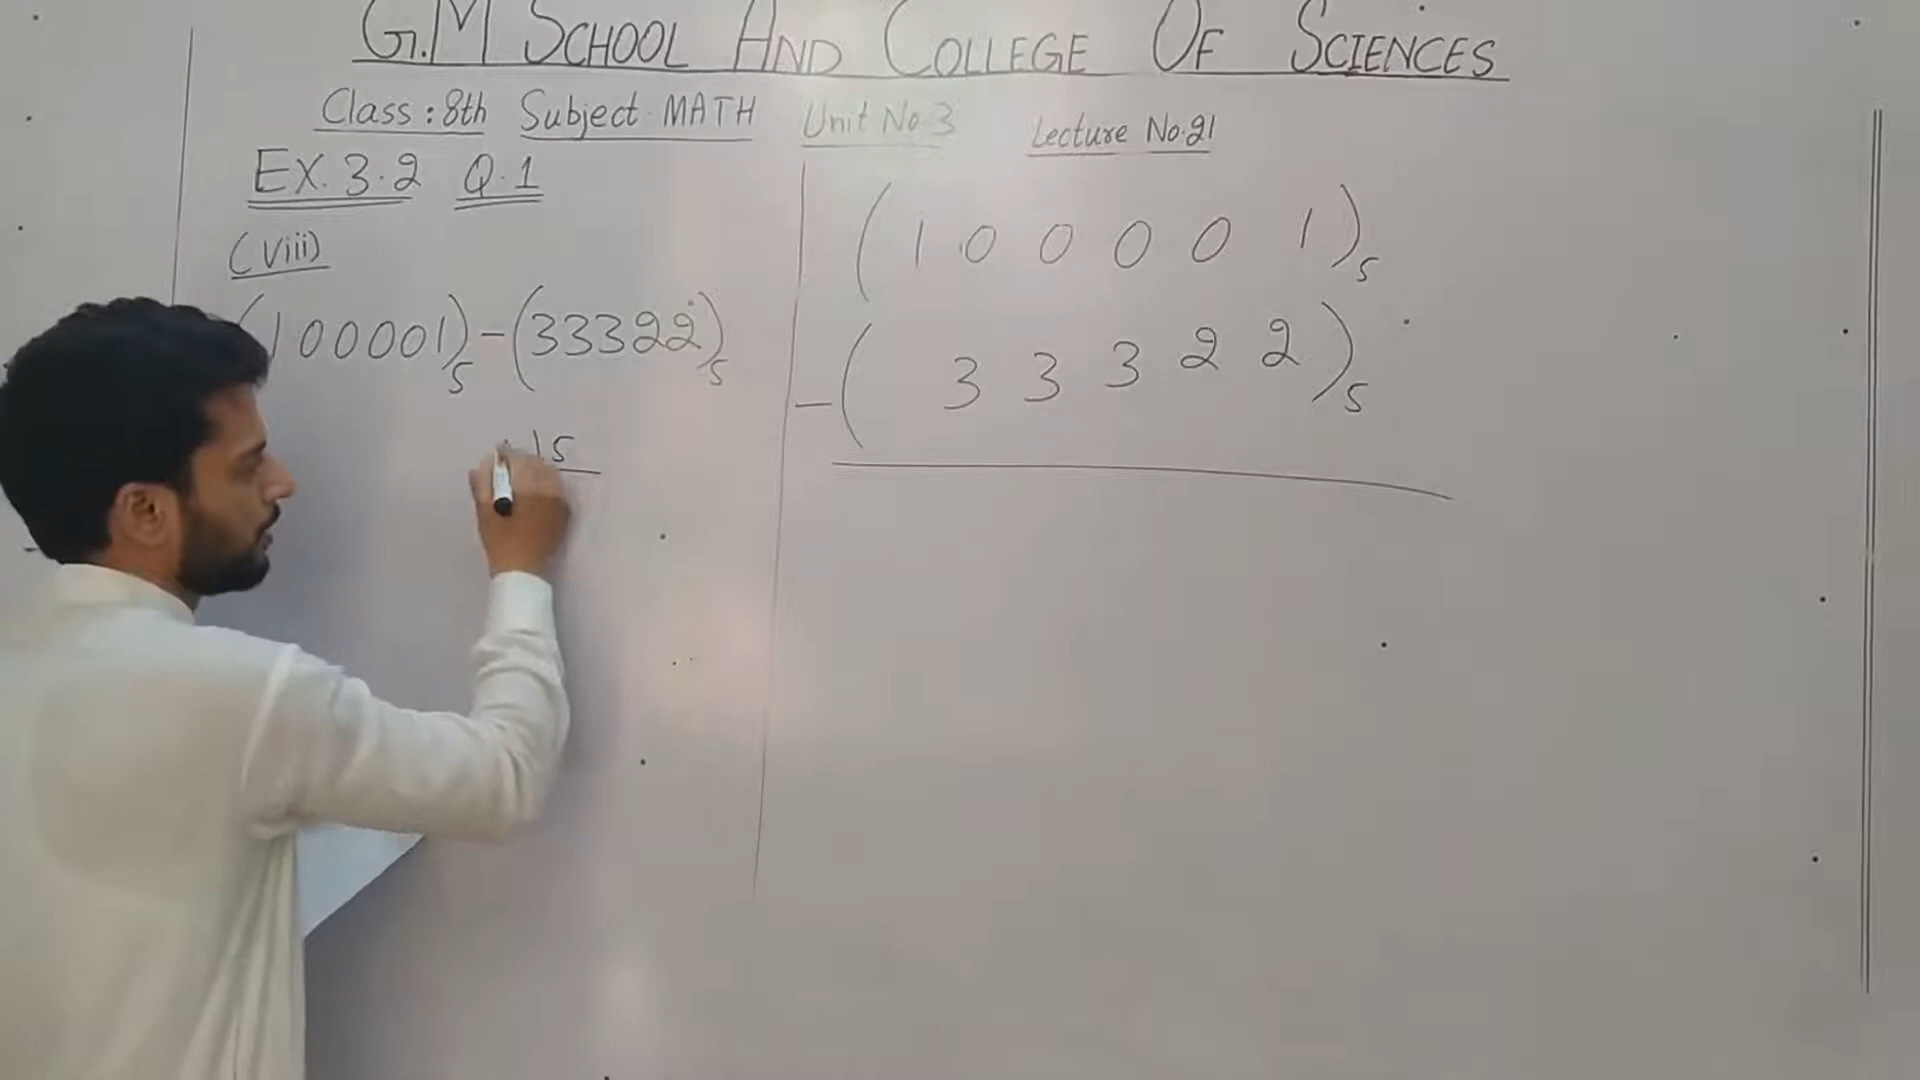 G.M SCHOOL AND COLLEGE OF SCIENCES
Class: 8th Subject MATH Unit No 3 Lecture No.21
EX. 3.2 Q.1
(Viii)
(100001)5 - (33322)5
15
(1 0 0 0 0 1)5
-( 3 3 3 2 2)5